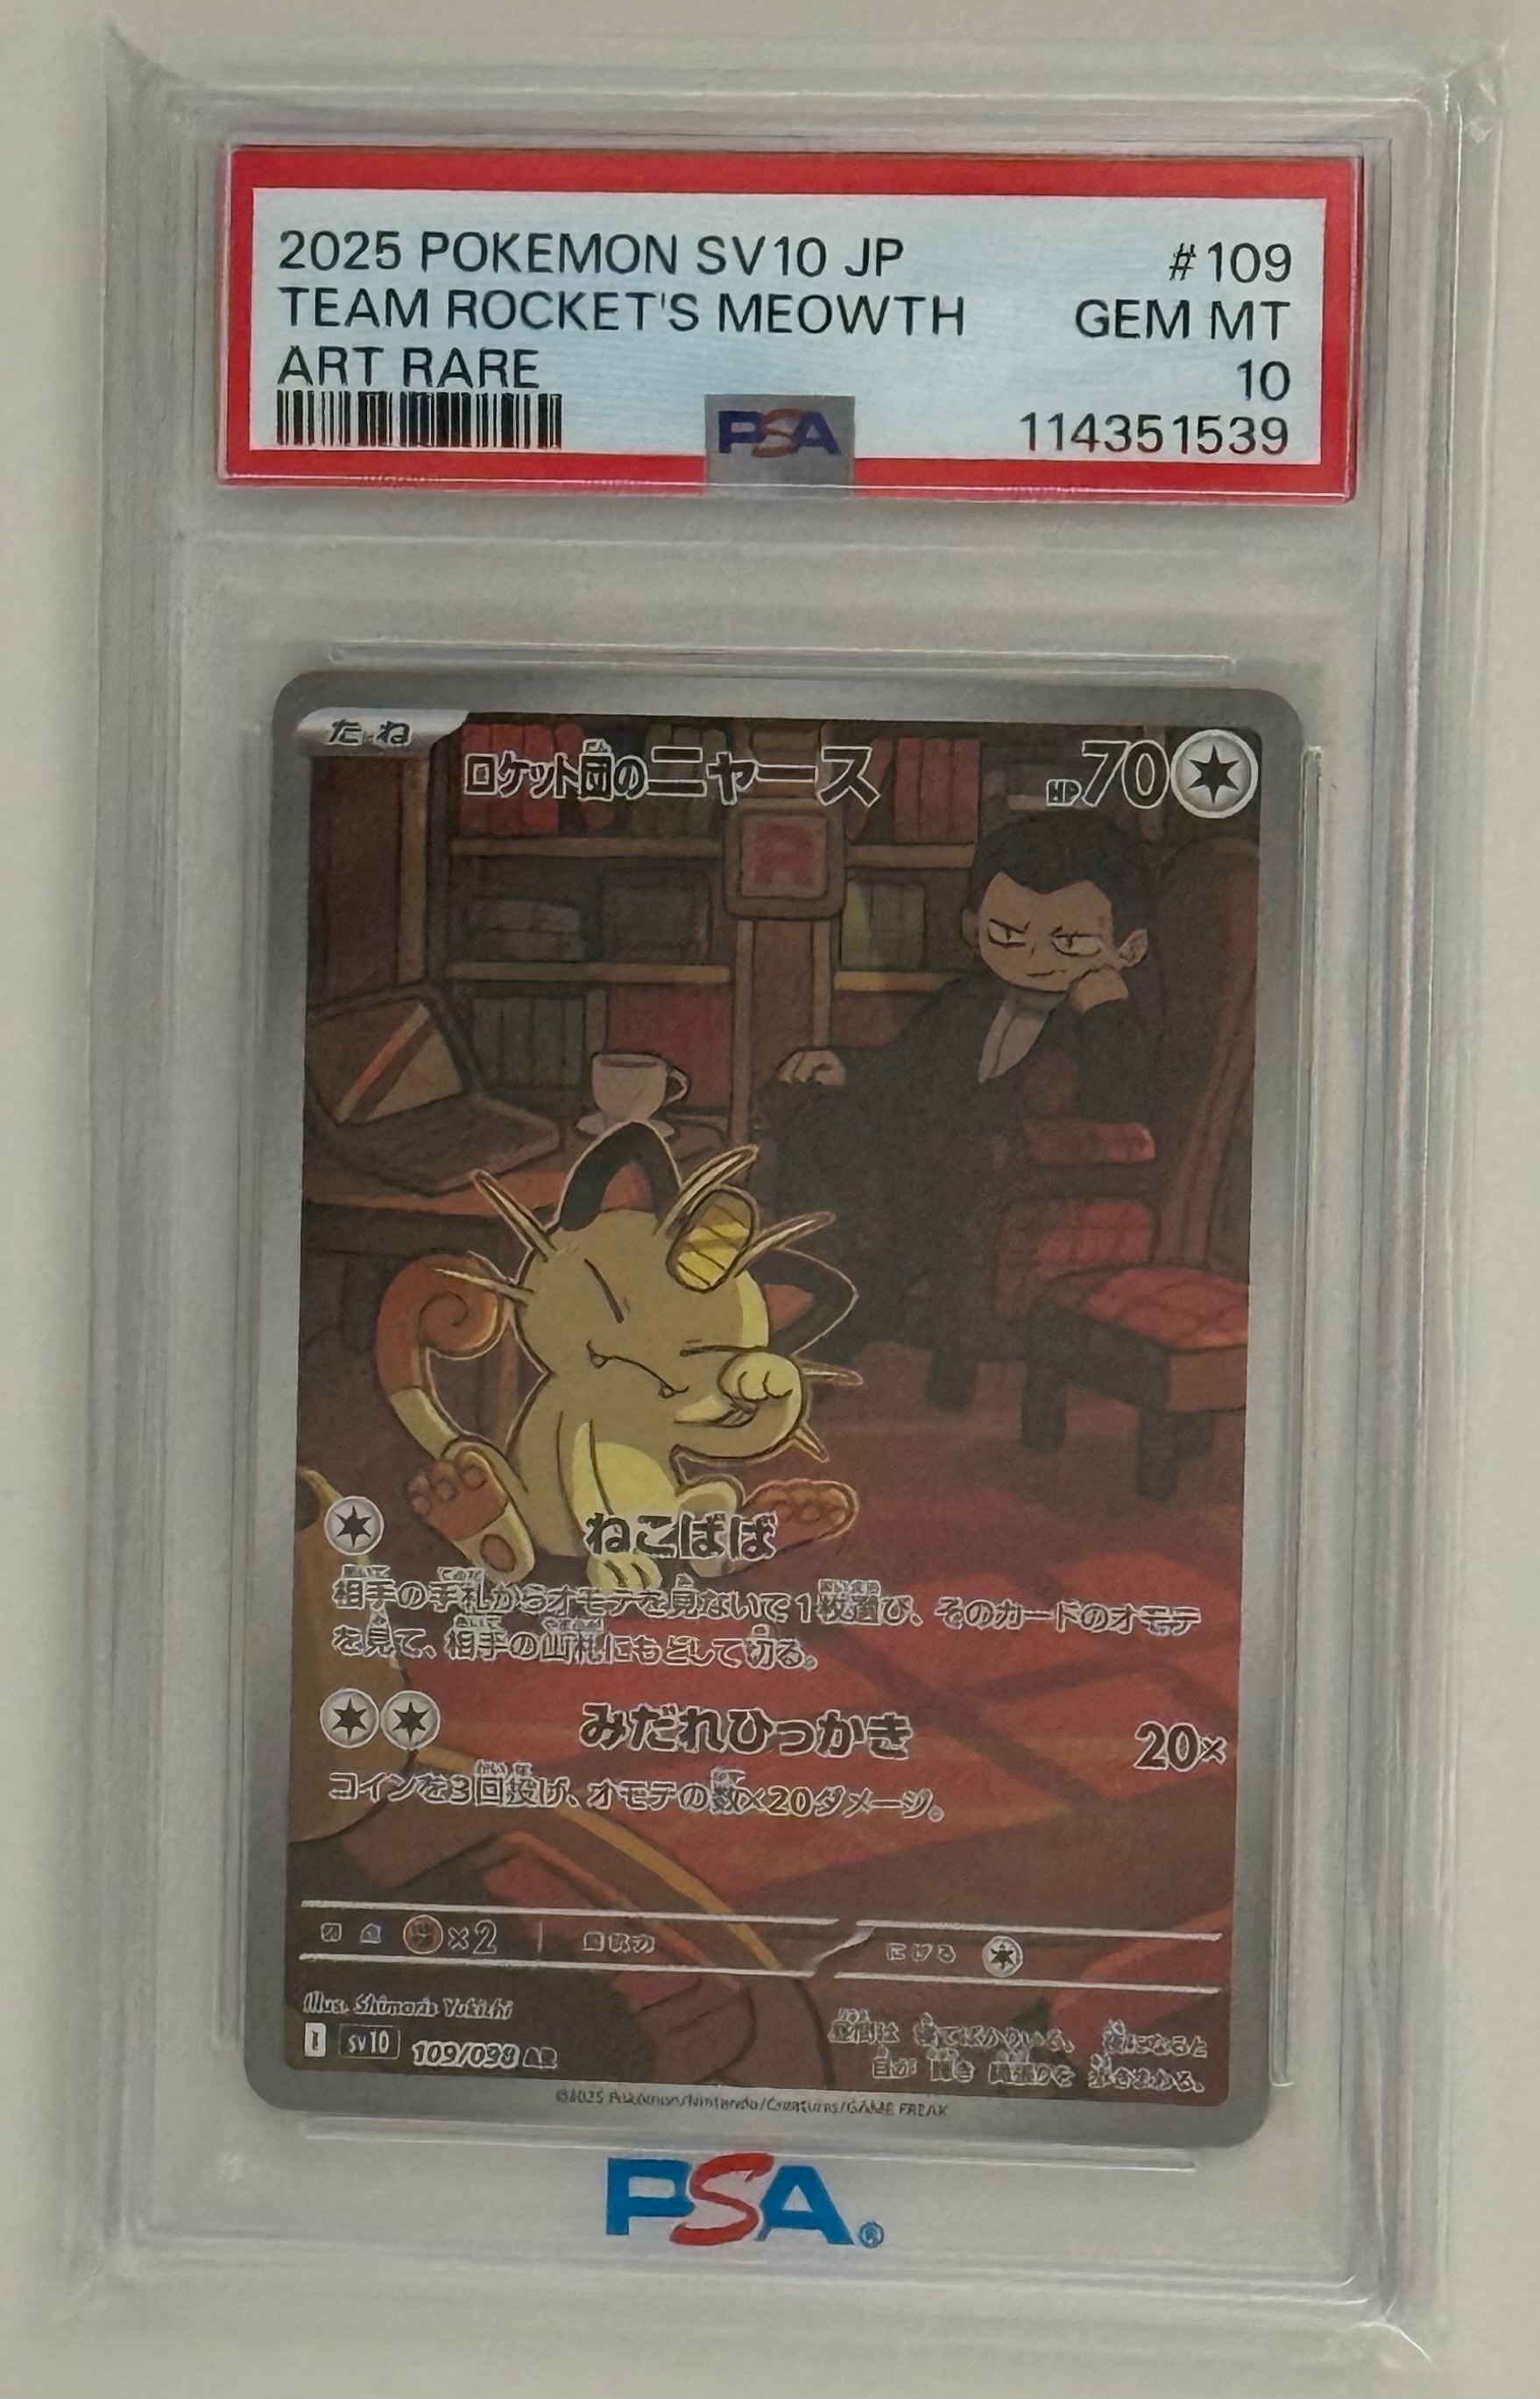 2025 POKEMON SV10 JP #109
TEAM ROCKET'S MEOWTH GEM MT
ART RARE 10
PSA 114351539
たね ロケット団のニャース HP70
R
ねこばば
相手の手札からオモテを見ないで1枚選び、そのカードのオモテ
を見て、相手の山札にもどして切る。
みだれひっかき 20×
コインを3回投げ、オモテの数×20ダメージ。
×2 にげる
Illus. Yukichi
sv10 109/098 AR
©2025 Pokémon/Nintendo/Creatures/GAME FREAK
PSA®